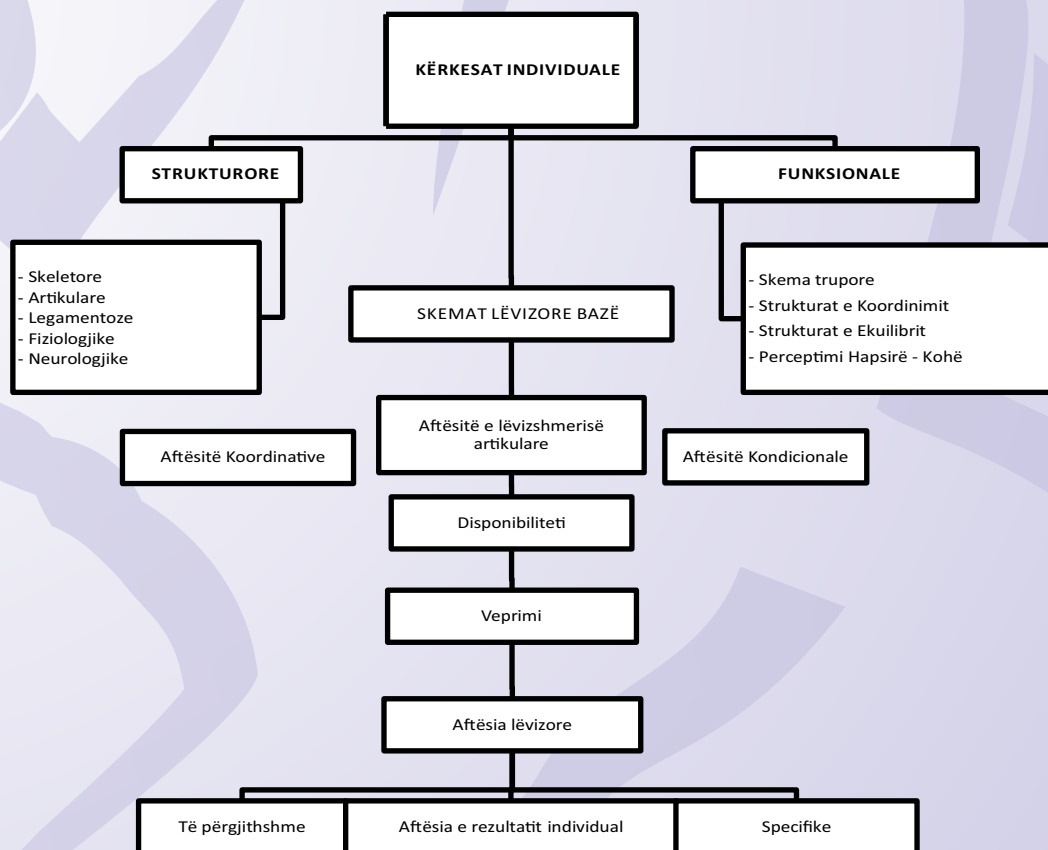 KËRKESAT INDIVIDUALE
STRUKTURORE
FUNKSIONALE
- Skeletore
- Artikulare
- Legamentoze
- Fiziologjike
- Neurologjike
- Skema trupore
- Strukturat e Koordinimit
- Strukturat e Ekuilibrit
- Perceptimi Hapsirë - Kohë
SKEMAT LËVIZORE BAZË
Aftësitë Koordinative
Aftësitë e lëvizshmerisë
artikulare
Aftësitë Kondicionale
Disponibiliteti
Veprimi
Aftësia lëvizore
Të përgjithshme
Aftësia e rezultatit individual
Specifike